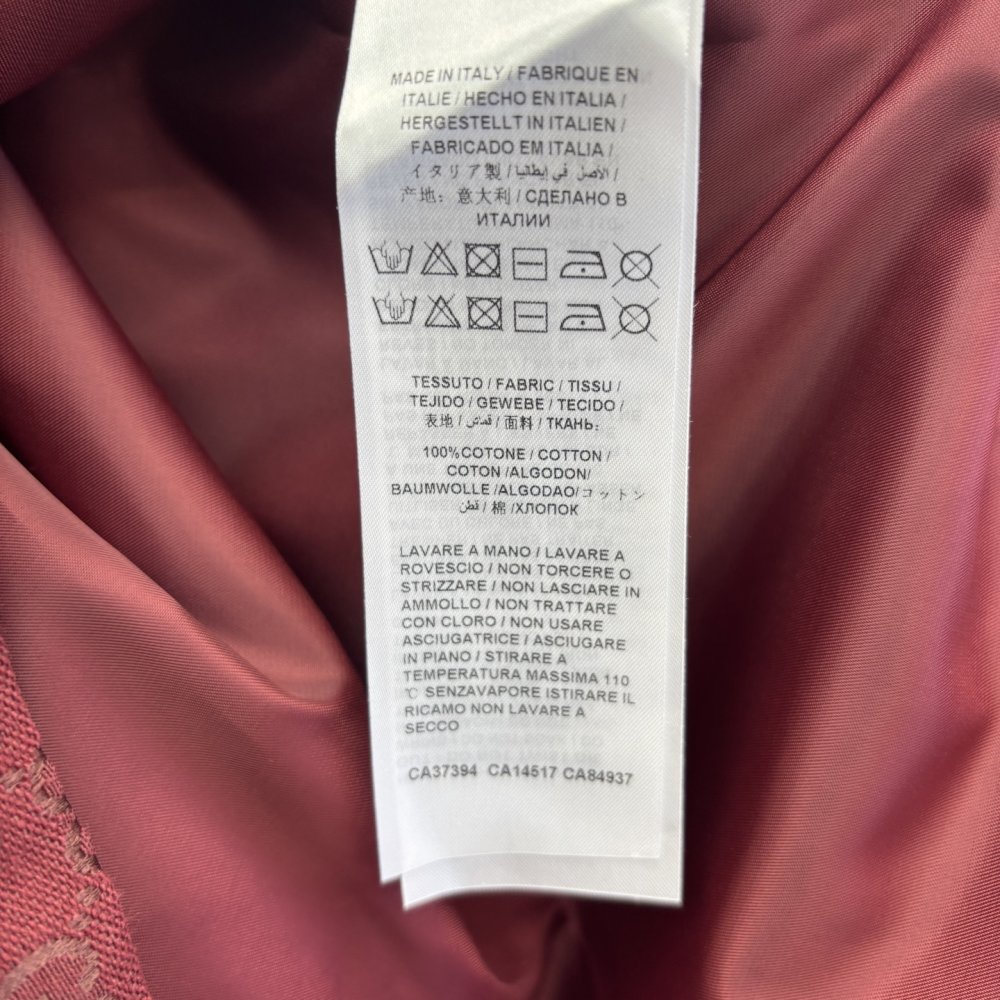 MADE IN ITALY / FABRIQUE EN
ITALIE / HECHO EN ITALIA /
HERGESTELLT IN ITALIEN /
FABRICADO EM ITALIA /
イタリア製 / الأصل في إيطاليا /
产地: 意大利 / СДЕЛАНО В
ИТАЛИИ
TESSUTO / FABRIC / TISSU /
TEJIDO / GEWEBE / TECIDO /
表地 / قماش / 面料 / ТКАНЬ:
100%COTONE / COTTON /
COTON /ALGODON/
BAUMWOLLE /ALGODAO/コットン
قطن / 棉 /ХЛОПОК
LAVARE A MANO / LAVARE A
ROVESCIO / NON TORCERE O
STRIZZARE / NON LASCIARE IN
AMMOLLO / NON TRATTARE
CON CLORO / NON USARE
ASCIUGATRICE / ASCIUGARE
IN PIANO / STIRARE A
TEMPERATURA MASSIMA 110
℃ SENZAVAPORE ISTIRARE IL
RICAMO NON LAVARE A
SECCO
CA37394 CA14517 CA84937